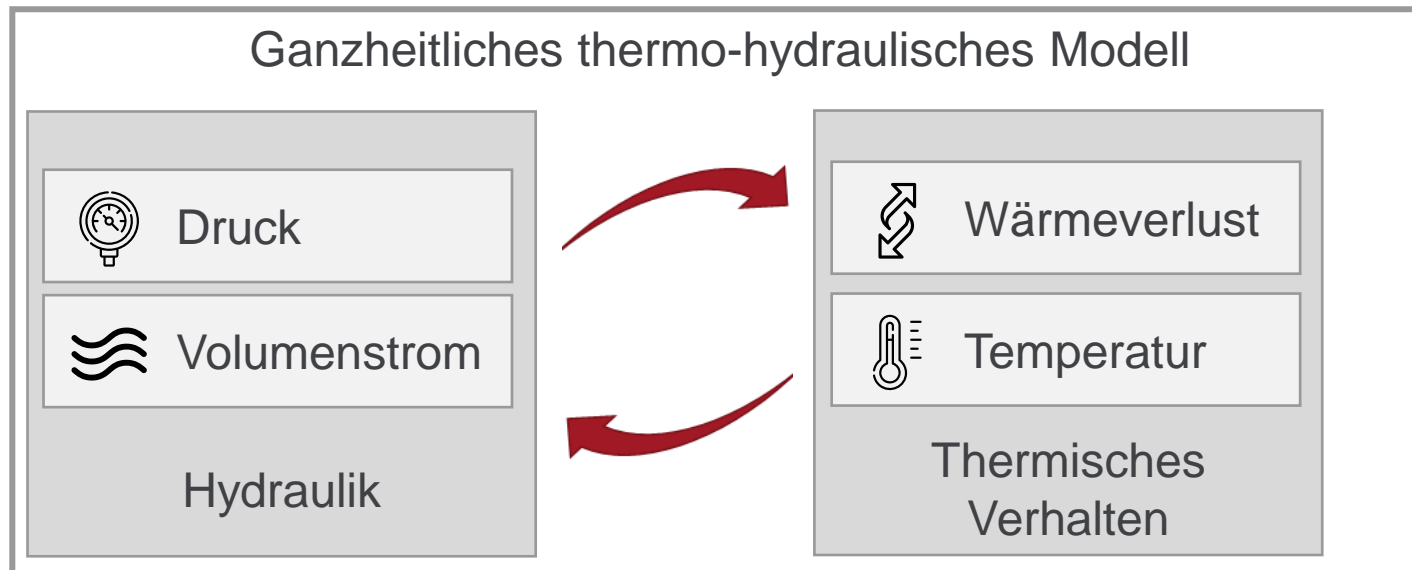 Ganzheitliches thermo-hydraulisches Modell
Druck
Volumenstrom
Hydraulik
Wärmeverlust
Temperatur
Thermisches
Verhalten